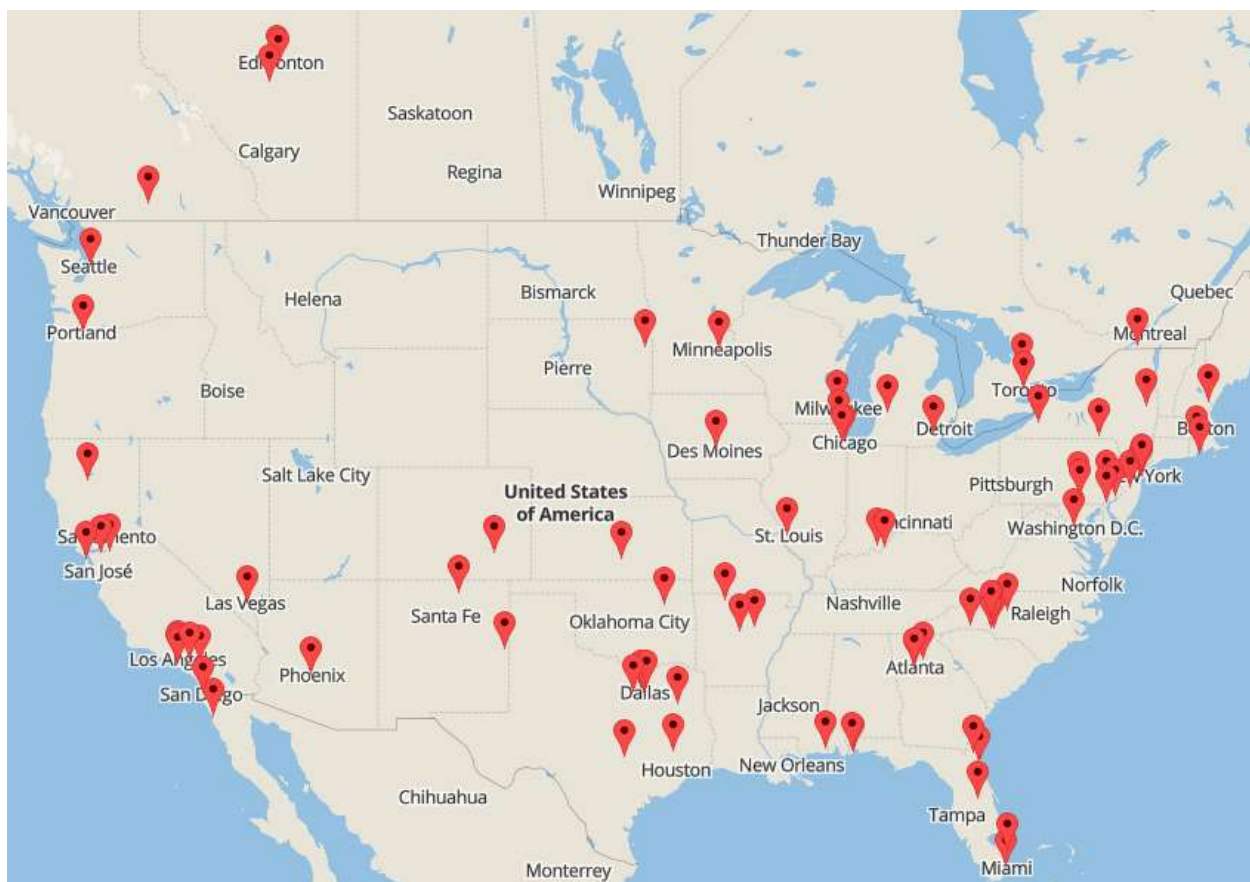 Edmonton
Saskatoon
Calgary
Regina
Winnipeg
Vancouver
Thunder Bay
Seattle
Quebec
Bismarck
Helena
Portland
Montreal
Minneapolis
Pierre
Boise
Toronto
Milwaukee
Detroit
Boston
Chicago
Des Moines
Salt Lake City
New York
Pittsburgh
United States
of America
Cincinnati
Washington D.C.
St. Louis
Sacramento
San José
Norfolk
Las Vegas
Nashville
Raleigh
Santa Fe
Oklahoma City
Los Angeles
Atlanta
Phoenix
San Diego
Dallas
Jackson
New Orleans
Houston
Chihuahua
Tampa
Miami
Monterrey